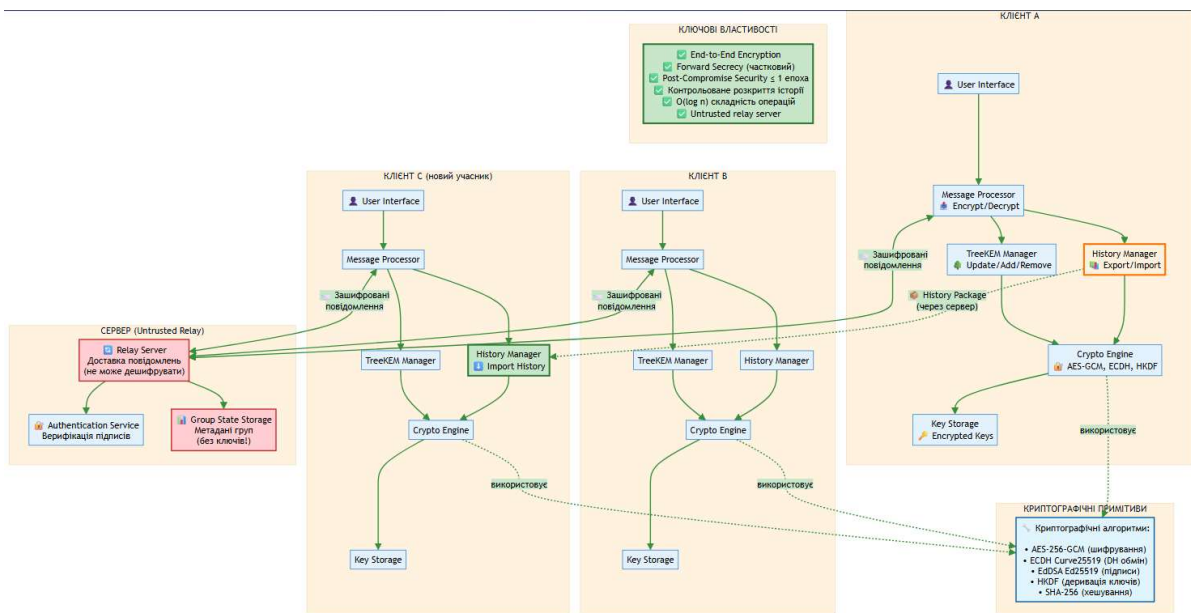 КЛІЄНТ A
КЛЮЧОВІ ВЛАСТИВОСТІ
✅ End-to-End Encryption
✅ Forward Secrecy (частковий)
✅ Post-Compromise Security ≤ 1 епоха
✅ Контрольоване розкриття історії
✅ O(log n) складність операцій
✅ Untrusted relay server
👤 User Interface
Message Processor
Encrypt/Decrypt
TreeKEM Manager
Update/Add/Remove
History Manager
Export/Import
Зашифровані
повідомлення
History Package
(через сервер)
Crypto Engine
🔐 AES-GCM, ECDH, HKDF
Key Storage
🔑 Encrypted Keys
використовує
КЛІЄНТ C (новий учасник)
👤 User Interface
Message Processor
Зашифровані
повідомлення
TreeKEM Manager
History Manager
⬇️ Import History
Crypto Engine
використовує
Key Storage
КЛІЄНТ B
👤 User Interface
Message Processor
Зашифровані
повідомлення
TreeKEM Manager
History Manager
Crypto Engine
використовує
Key Storage
СЕРВЕР (Untrusted Relay)
🔄 Relay Server
Доставка повідомлень
(не може дешифрувати)
🔐 Authentication Service
Верифікація підписів
📊 Group State Storage
Метадані груп
(без ключів!)
КРИПТОГРАФІЧНІ ПРИМІТИВИ
🔧 Криптографічні алгоритми:
• AES-256-GCM (шифрування)
• ECDH Curve25519 (DH обмін)
• EdDSA Ed25519 (підписи)
• HKDF (деривація ключів)
• SHA-256 (хешування)